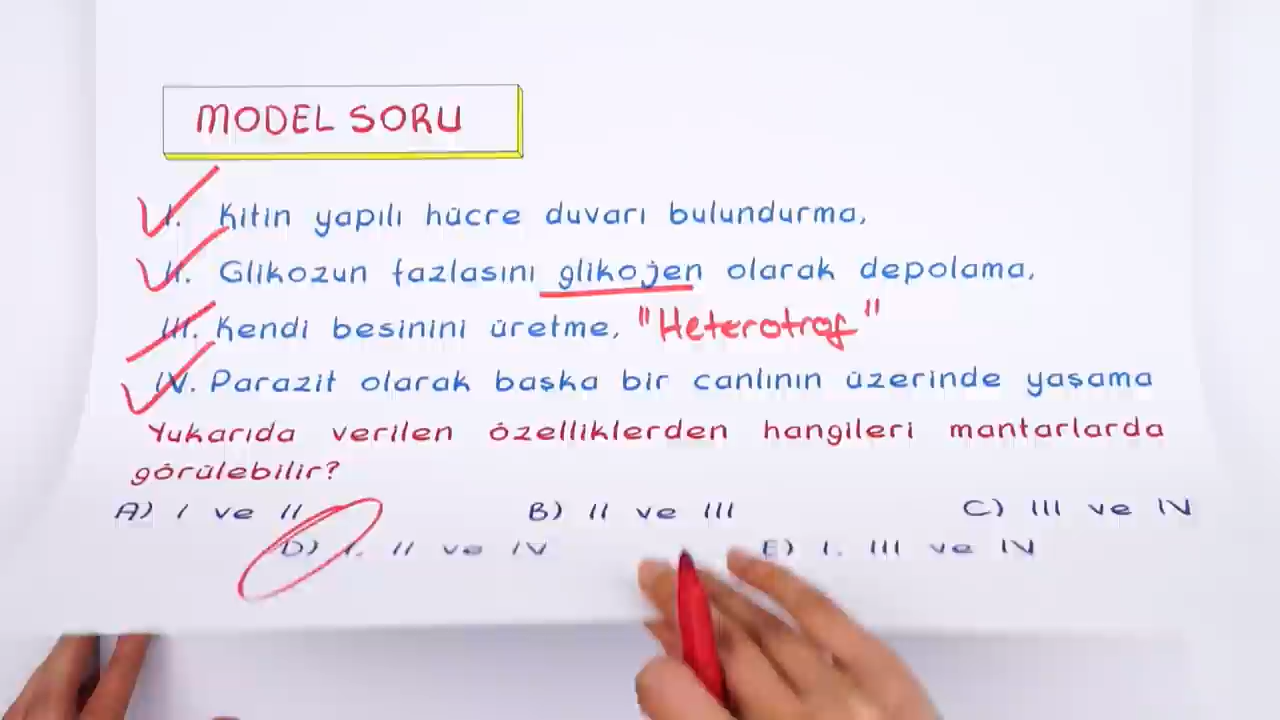 MODEL SORU
I. Kitin yapılı hücre duvarı bulundurma,
II. Glikozun fazlasını glikojen olarak depolama,
III. Kendi besinini üretme, "Heterotrof"
IV. Parazit olarak başka bir canlının üzerinde yaşama
Yukarıda verilen özelliklerden hangileri mantarlarda
görülebilir?
A) I ve II B) II ve III C) III ve IV
D) I. II ve IV E) I. III ve IV